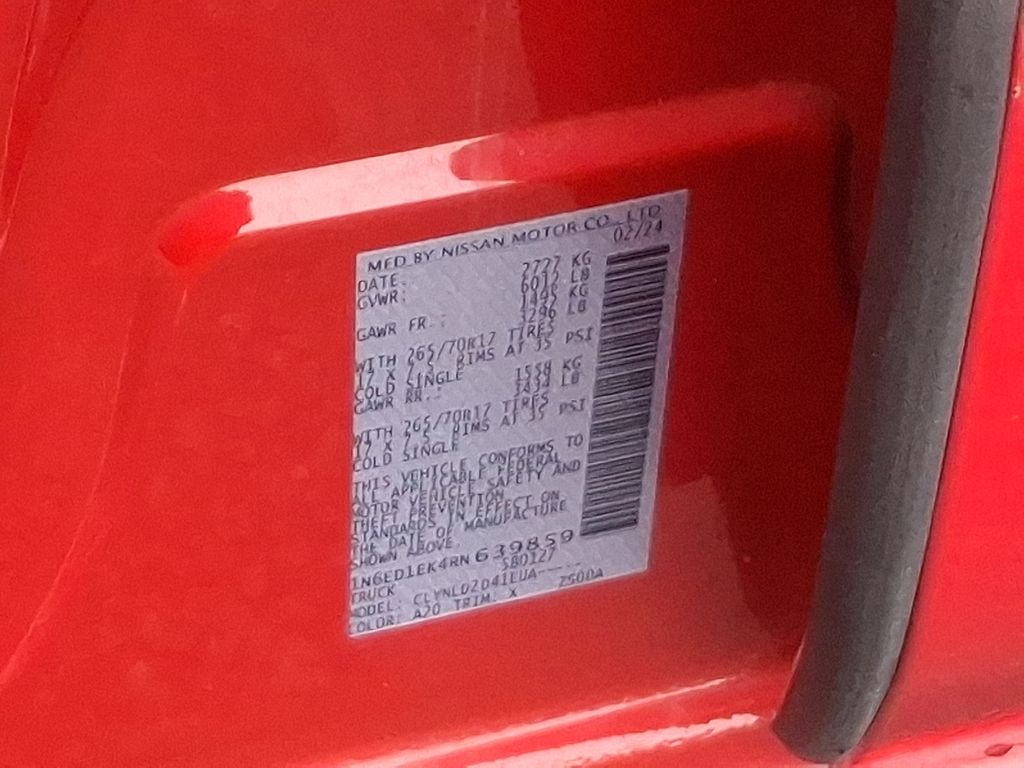 MFD BY NISSAN MOTOR CO., LTD
DATE: 02/24
GVWR: 2727 KG
6012 LB
GAWR FR.: 1495 KG
3296 LB
WITH 265/70R17 TIRES
17 X 7.5 RIMS AT 35 PSI
COLD SINGLE
GAWR RR.: 1558 KG
3434 LB
WITH 265/70R17 TIRES
17 X 7.5 RIMS AT 35 PSI
COLD SINGLE
THIS VEHICLE CONFORMS TO
ALL APPLICABLE FEDERAL
MOTOR VEHICLE SAFETY AND
THEFT PREVENTION
STANDARDS IN EFFECT ON
THE DATE OF MANUFACTURE
SHOWN ABOVE.
1N6ED1EK4RN639859
TRUCK 580127
MODEL:
COLOR: A20 TRIM: X